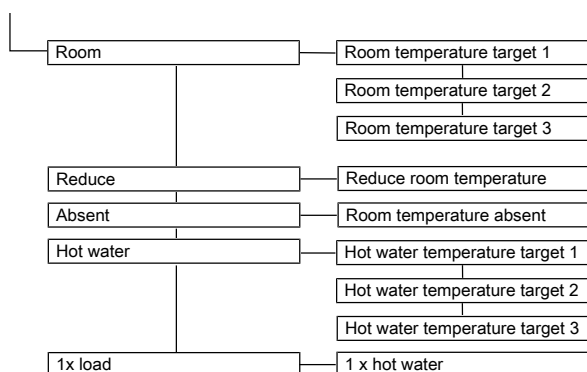 Room
Room temperature target 1
Room temperature target 2
Room temperature target 3
Reduce
Reduce room temperature
Absent
Room temperature absent
Hot water
Hot water temperature target 1
Hot water temperature target 2
Hot water temperature target 3
1x load
1 x hot water